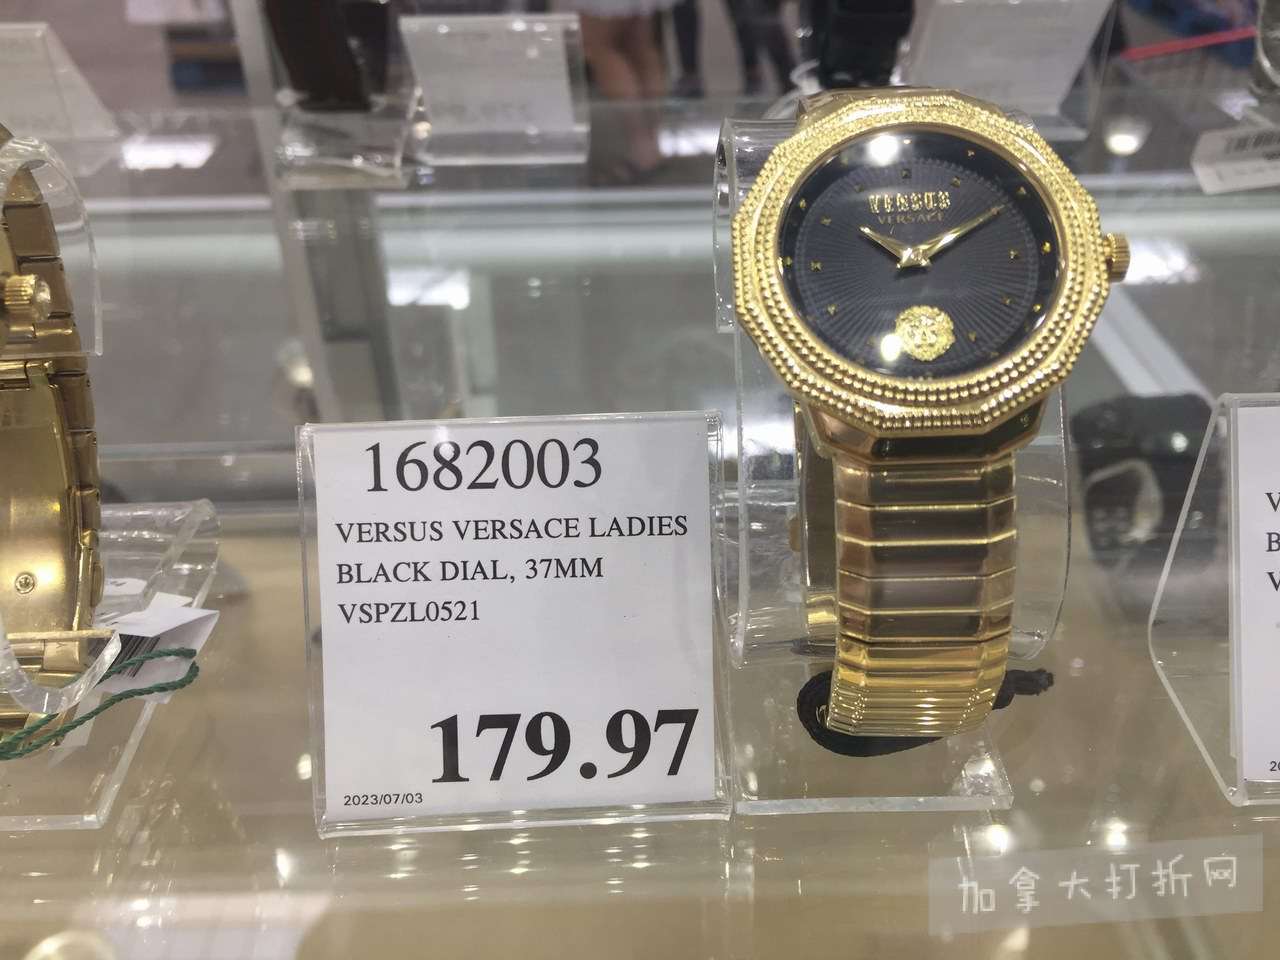 VERSUS
VERSACE
1682003
VERSUS VERSACE LADIES
BLACK DIAL, 37MM
VSPZL0521
179.97
2023/07/03
加拿大打折网